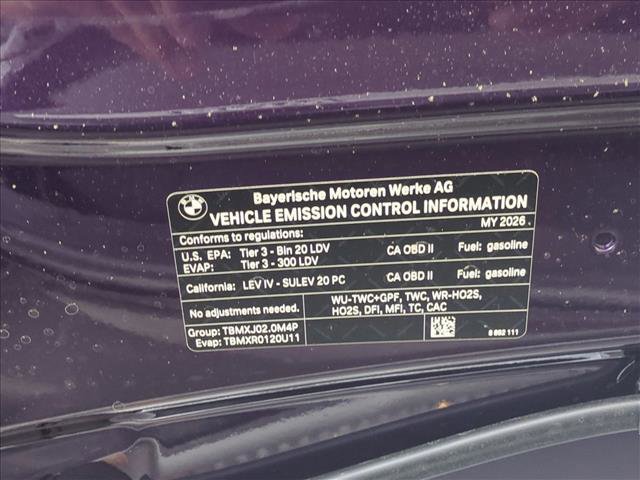 Bayerische Motoren Werke AG
VEHICLE EMISSION CONTROL INFORMATION
Conforms to regulations: MY 2026
U.S. EPA: Tier 3 - Bin 20 LDV CA OBD II Fuel: gasoline
EVAP: Tier 3 - 300 LDV
California: LEV IV - SULEV 20 PC CA OBD II Fuel: gasoline
No adjustments needed. WU-TWC+GPF, TWC, WR-HO2S,
HO2S, DFI, MFI, TC, CAC
Group: TBMXJ02.0M4P
Evap: TBMXR0120U11